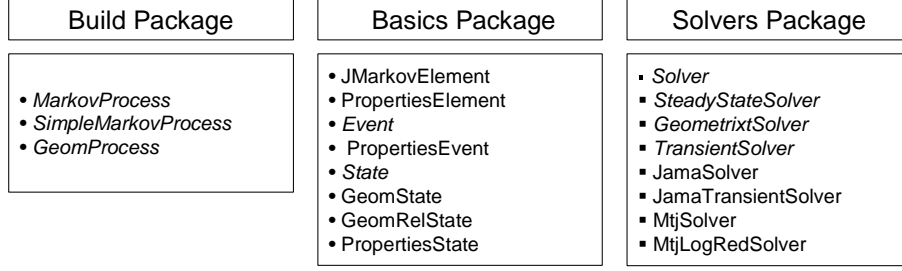 Build Package
• MarkovProcess
• SimpleMarkovProcess
• GeomProcess
Basics Package
• JMarkovElement
• PropertiesElement
• Event
• PropertiesEvent
• State
• GeomState
• GeomRelState
• PropertiesState
Solvers Package
▪ Solver
▪ SteadyStateSolver
▪ GeometrixtSolver
▪ TransientSolver
▪ JamaSolver
▪ JamaTransientSolver
▪ MtjSolver
▪ MtjLogRedSolver